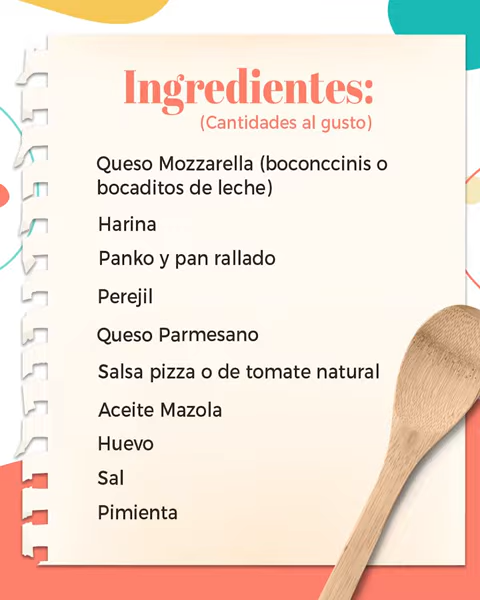 Ingredientes:
(Cantidades al gusto)
Queso Mozzarella (boconccinis o
bocaditos de leche)
Harina
Panko y pan rallado
Perejil
Queso Parmesano
Salsa pizza o de tomate natural
Aceite Mazola
Huevo
Sal
Pimienta